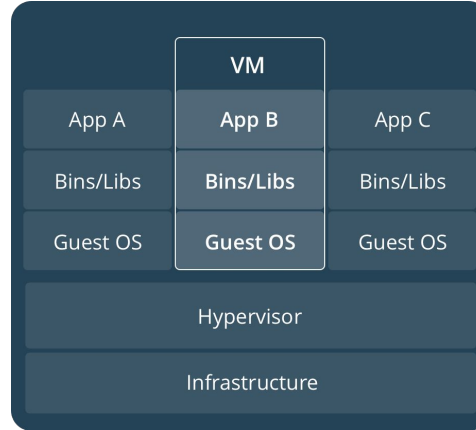 VM
App A App B App C
Bins/Libs Bins/Libs Bins/Libs
Guest OS Guest OS Guest OS
Hypervisor
Infrastructure